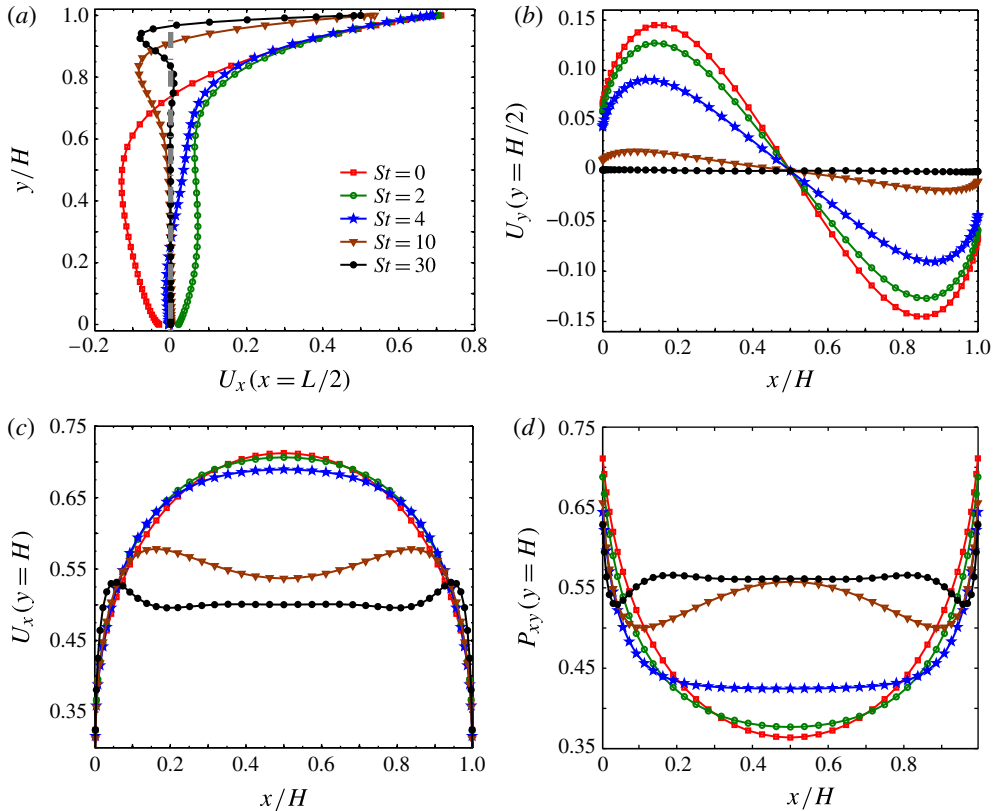 (a)
1.0
0.8
0.6
0.4
0.2
0
y/H
−0.2 0 0.2 0.4 0.6 0.8
U_x (x = L/2)
St = 0
St = 2
St = 4
St = 10
St = 30
(b)
0.15
0.10
0.05
0
−0.05
−0.10
−0.15
U_y (y = H/2)
0 0.2 0.4 0.6 0.8 1.0
x/H
(c)
0.75
0.65
0.55
0.45
0.35
U_x (y = H)
0 0.2 0.4 0.6 0.8 1.0
x/H
(d)
0.75
0.65
0.55
0.45
0.35
P_xy (y = H)
0 0.2 0.4 0.6 0.8
x/H